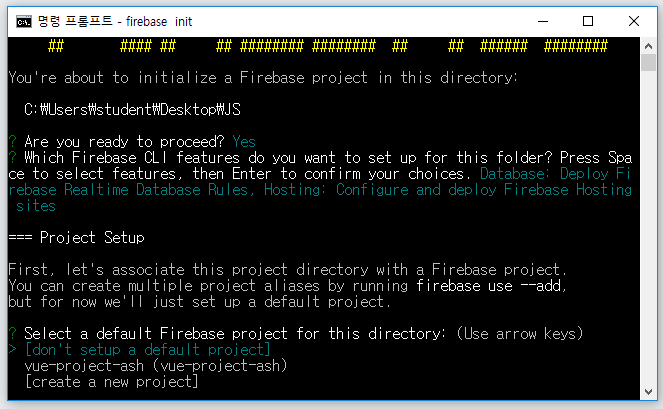 명령 프롬프트 - firebase init
## #### ## ## ######## ######## ## ## ###### ########
You're about to initialize a Firebase project in this directory:
C:₩Users₩student₩Desktop₩JS
? Are you ready to proceed? Yes
? Which Firebase CLI features do you want to set up for this folder? Press Spa
ce to select features, then Enter to confirm your choices. Database: Deploy Fi
rebase Realtime Database Rules, Hosting: Configure and deploy Firebase Hosting
sites
=== Project Setup
First, let's associate this project directory with a Firebase project.
You can create multiple project aliases by running firebase use --add,
but for now we'll just set up a default project.
? Select a default Firebase project for this directory: (Use arrow keys)
> [don't setup a default project]
vue-project-ash (vue-project-ash)
[create a new project]